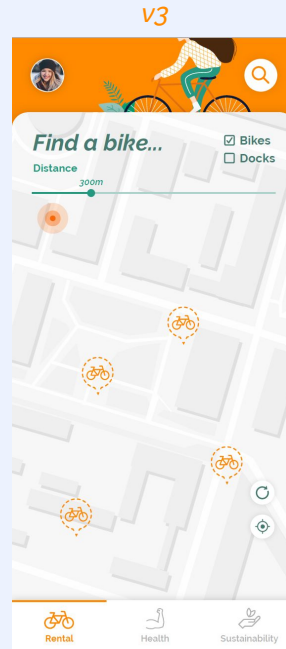 v3
Find a bike...
Bikes
Docks
Distance
300m
Rental
Health
Sustainability